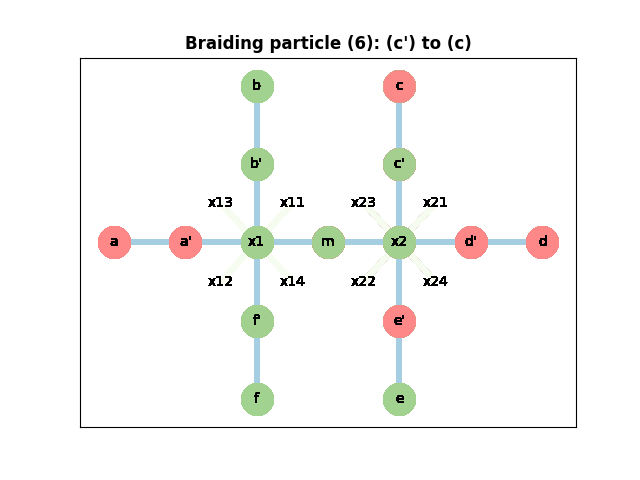 Braiding particle (6): (c') to (c)
b c
b' c'
x13 x11 x23 x21
a a' x1 m x2 d' d
x12 x14 x22 x24
f' e'
f e